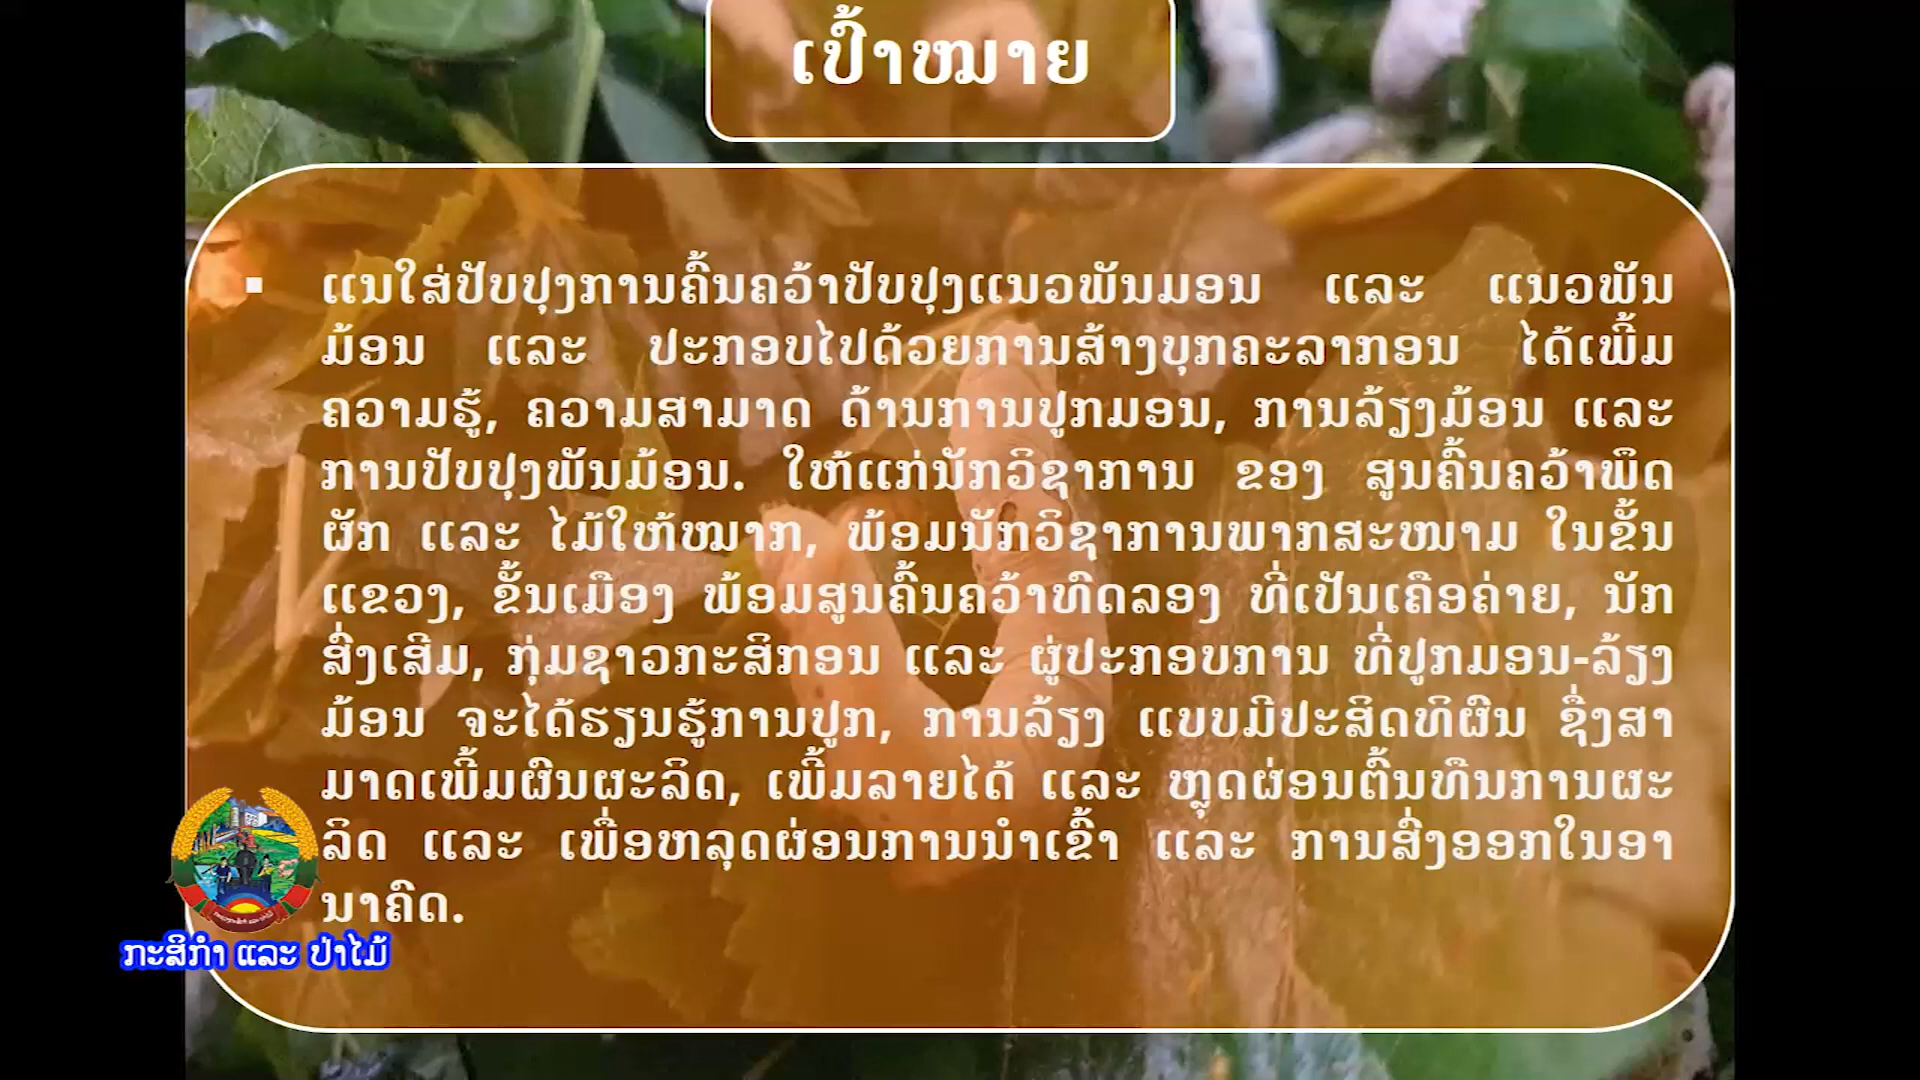 ເປົ້າໝາຍ
▪ ແນໃສ່ປັບປຸງການຄົ້ນຄວ້າປັບປຸງແນວພັນມອນ ແລະ ແນວພັນ
ມ້ອນ ແລະ ປະກອບໄປດ້ວຍການສ້າງບຸກຄະລາກອນ ໄດ້ເພີ້ມ
ຄວາມຮູ້, ຄວາມສາມາດ ດ້ານການປູກມອນ, ການລ້ຽງມ້ອນ ແລະ
ການປັບປຸງພັນມ້ອນ. ໃຫ້ແກ່ນັກວິຊາການ ຂອງ ສູນຄົ້ນຄວ້າພຶດ
ຜັກ ແລະ ໄມ້ໃຫ້ໝາກ, ພ້ອມນັກວິຊາການພາກສະໜາມ ໃນຂັ້ນ
ແຂວງ, ຂັ້ນເມືອງ ພ້ອມສູນຄົ້ນຄວ້າທົດລອງ ທີ່ເປັນເຄືອຄ່າຍ, ນັກ
ສົ່ງເສີມ, ກຸ່ມຊາວກະສິກອນ ແລະ ຜູ່ປະກອບການ ທີ່ປູກມອນ-ລ້ຽງ
ມ້ອນ ຈະໄດ້ຮຽນຮູ້ການປູກ, ການລ້ຽງ ແບບມີປະສິດທິຜົນ ຊື່ງສາ
ມາດເພີ້ມຜົນຜະລິດ, ເພີ້ມລາຍໄດ້ ແລະ ຫຼຸດຜ່ອນຕົ້ນທືນການຜະ
ລິດ ແລະ ເພື່ອຫລຸດຜ່ອນການນຳເຂົ້າ ແລະ ການສົ່ງອອກໃນອາ
ນາຄົດ.
ກະສິກຳ ແລະ ປ່າໄມ້